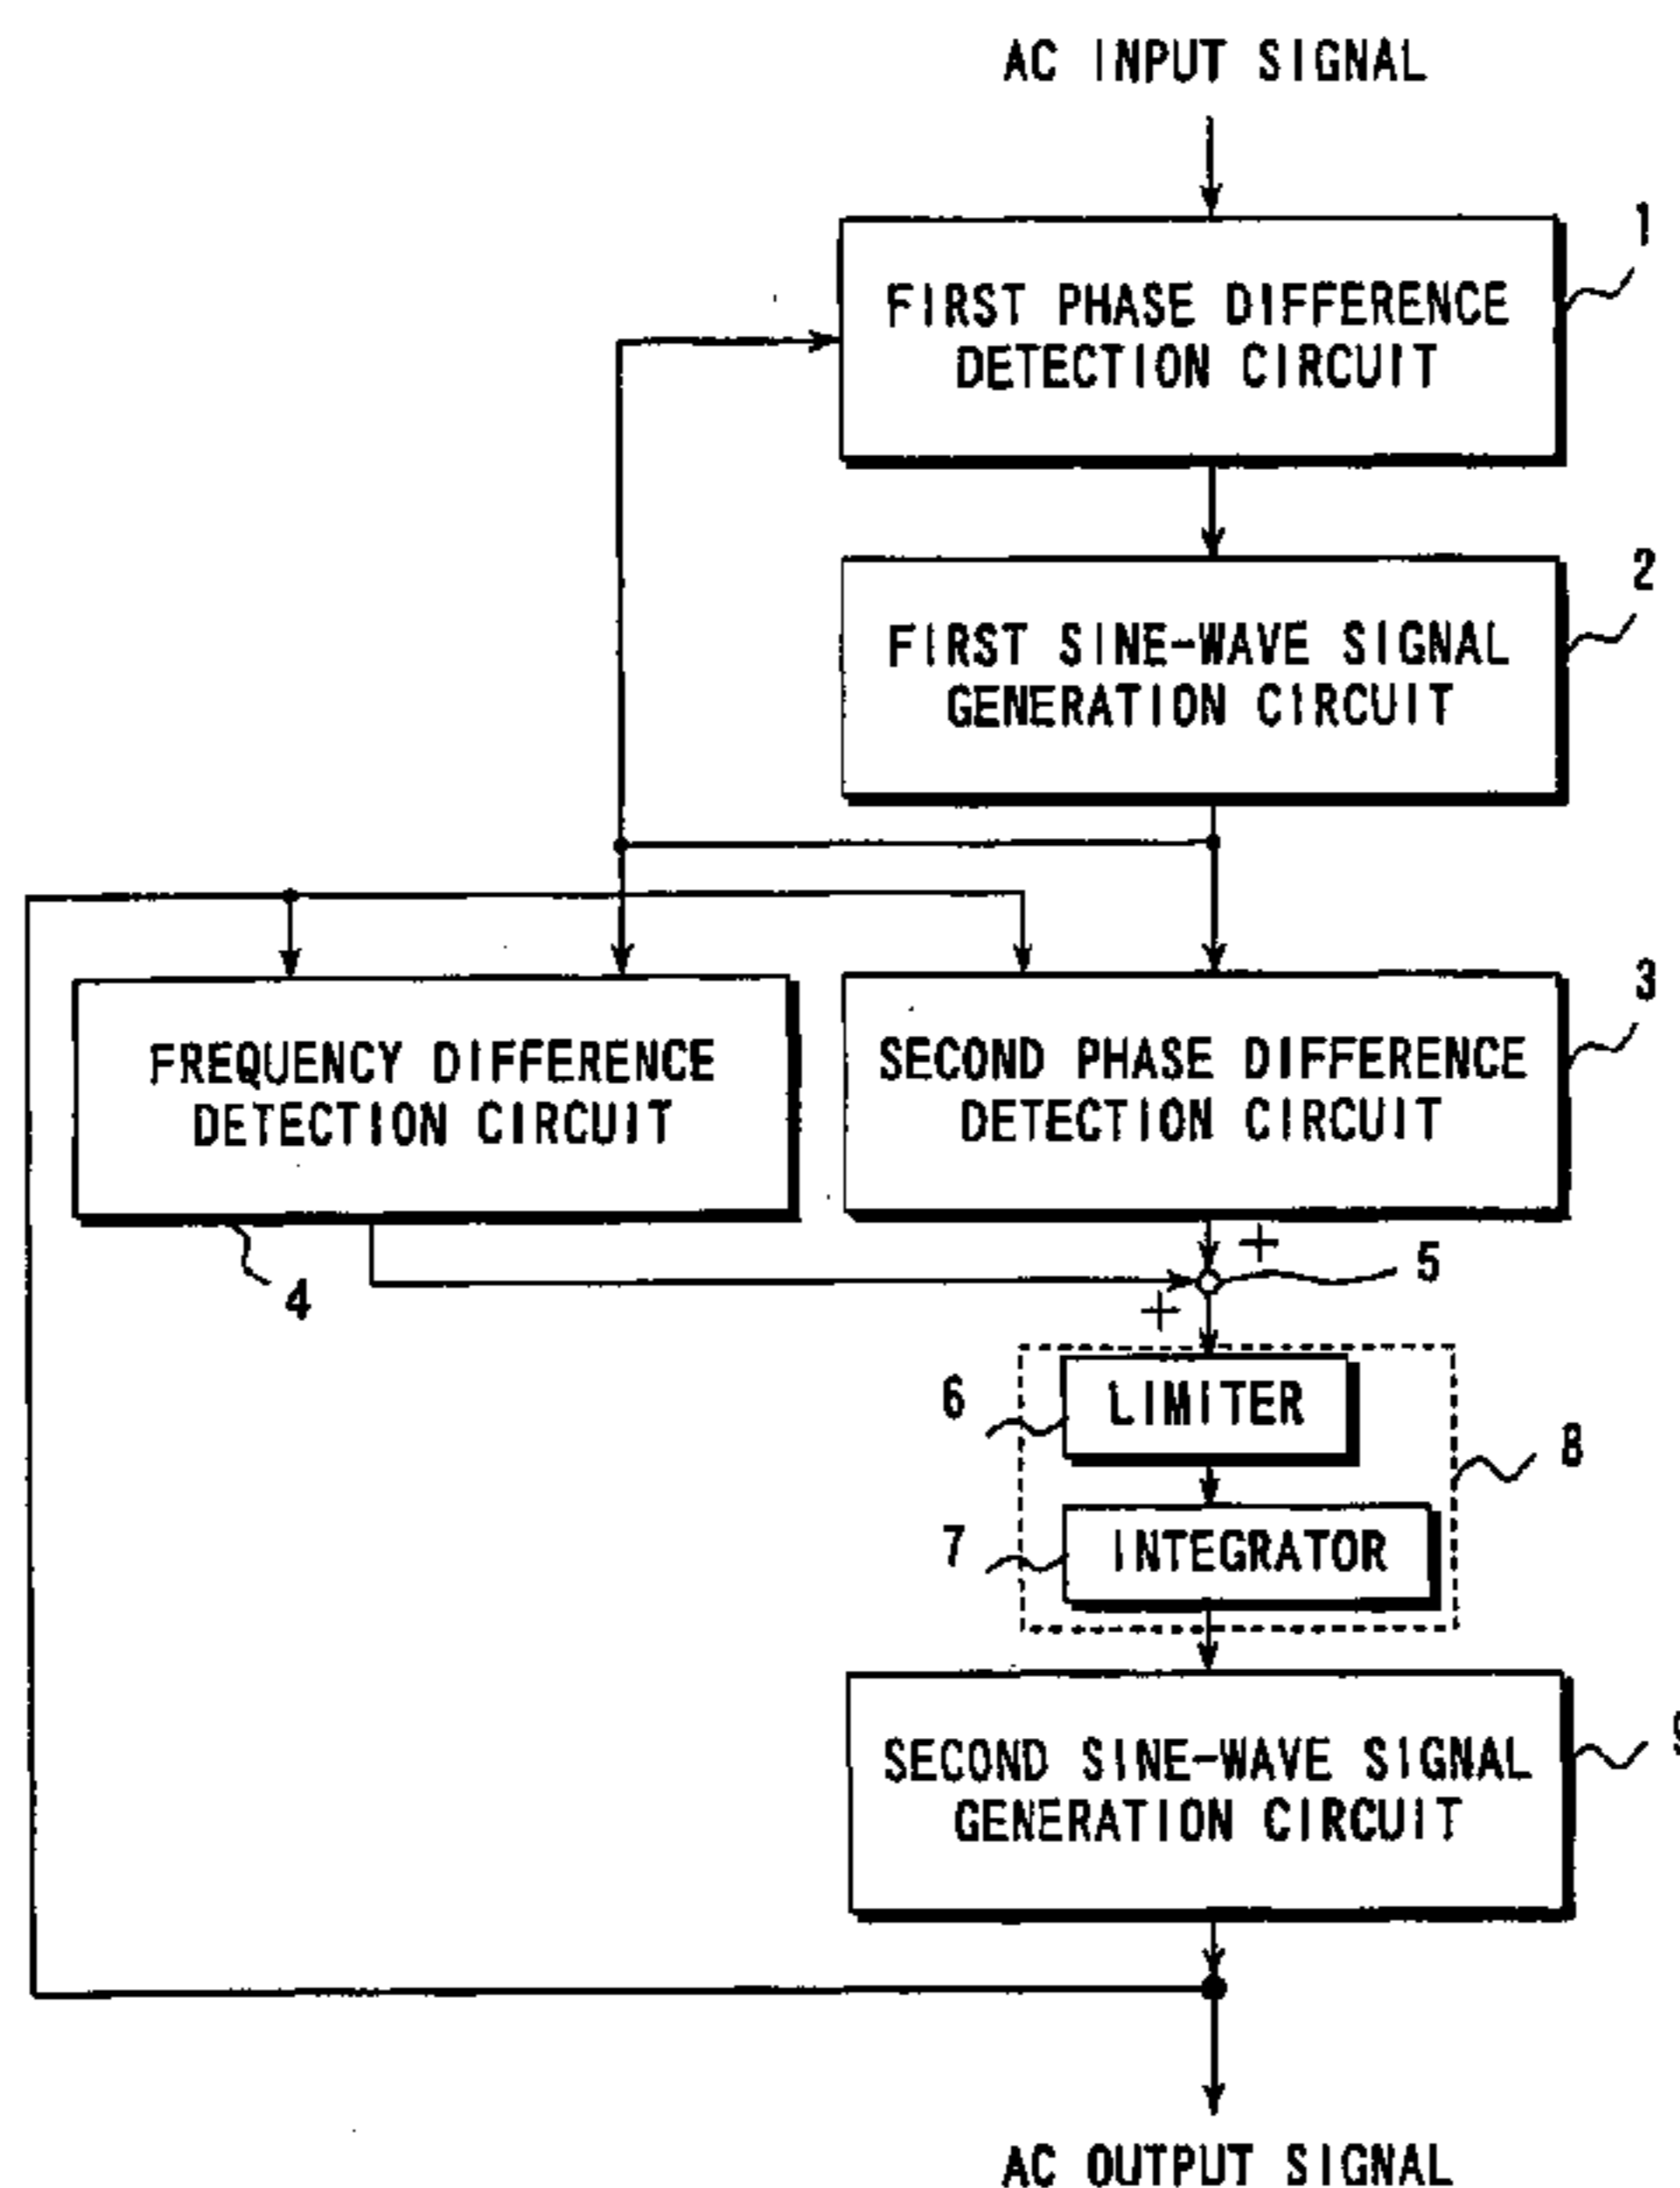 AC INPUT SIGNAL
1
FIRST PHASE DIFFERENCE
DETECTION CIRCUIT
2
FIRST SINE-WAVE SIGNAL
GENERATION CIRCUIT
3
FREQUENCY DIFFERENCE
DETECTION CIRCUIT
SECOND PHASE DIFFERENCE
DETECTION CIRCUIT
4
+
5
+
6
LIMITER
8
7
INTEGRATOR
SECOND SINE-WAVE SIGNAL
GENERATION CIRCUIT
AC OUTPUT SIGNAL